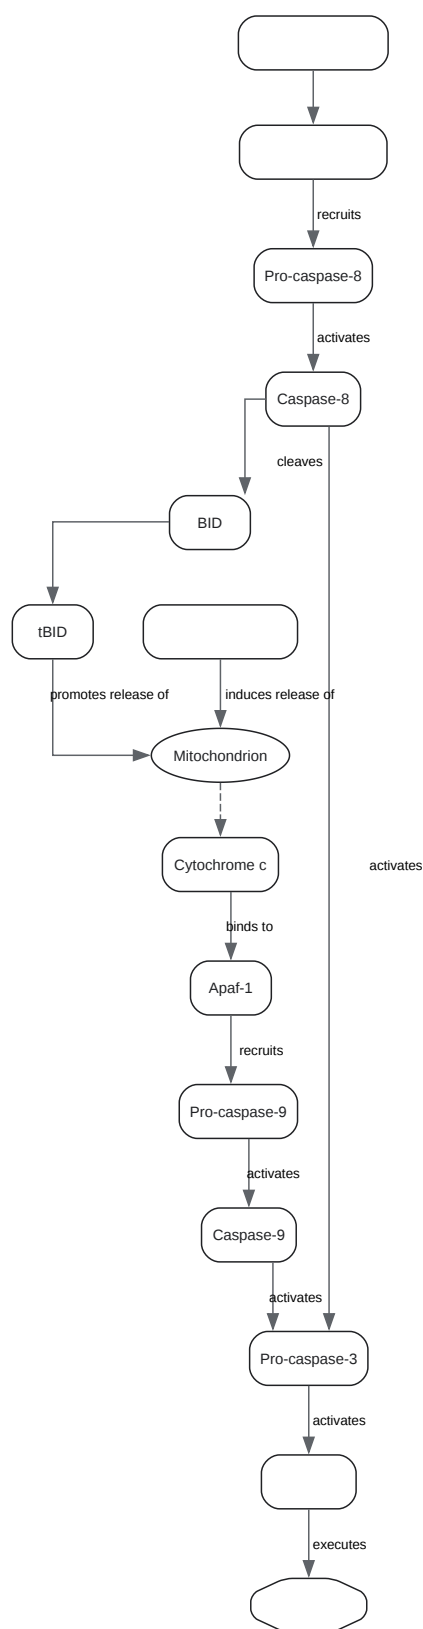 recruits
Pro-caspase-8
activates
Caspase-8
cleaves
BID
tBID
promotes release of
induces release of
Mitochondrion
Cytochrome c
activates
binds to
Apaf-1
recruits
Pro-caspase-9
activates
Caspase-9
activates
Pro-caspase-3
activates
executes